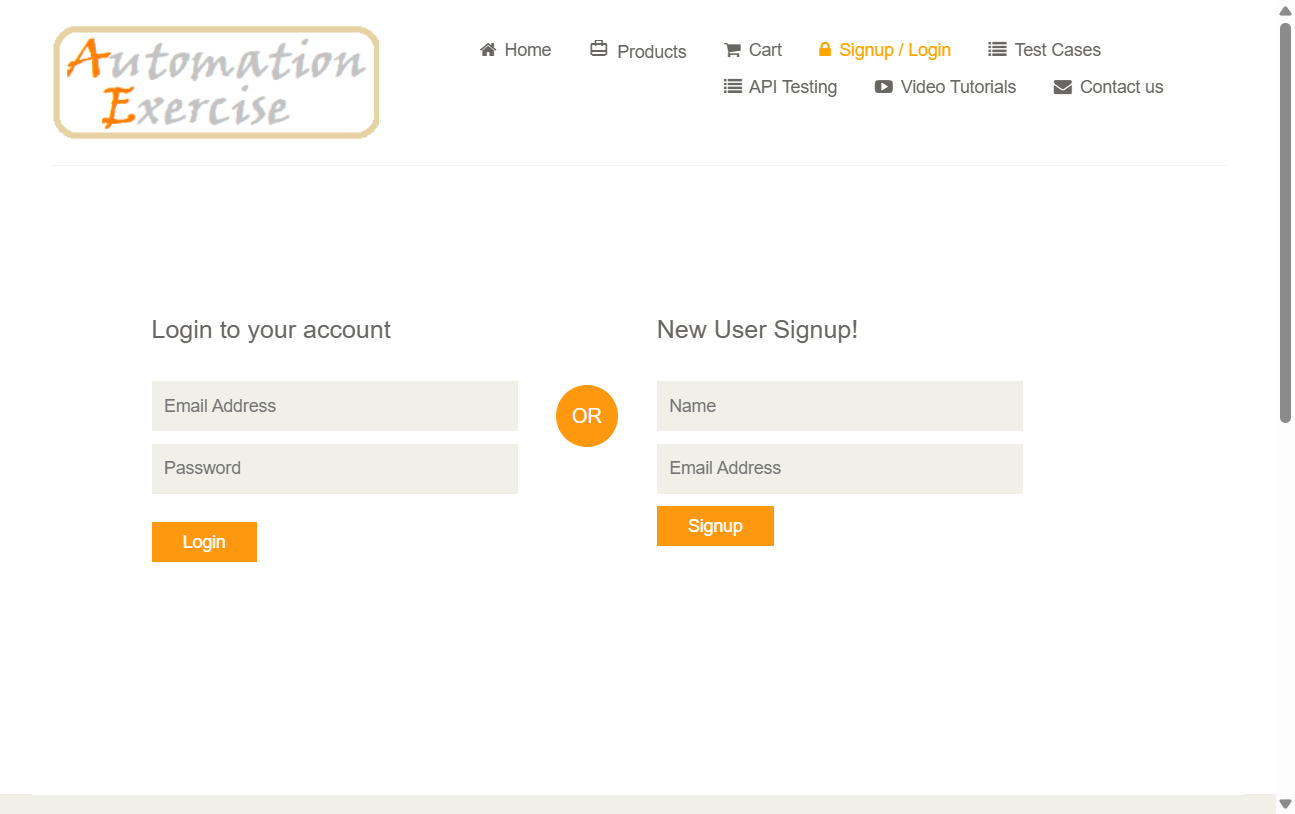 Automation
Exercise
Home Products Cart Signup / Login Test Cases
API Testing Video Tutorials Contact us
Login to your account
Email Address
Password
Login
OR
New User Signup!
Name
Email Address
Signup